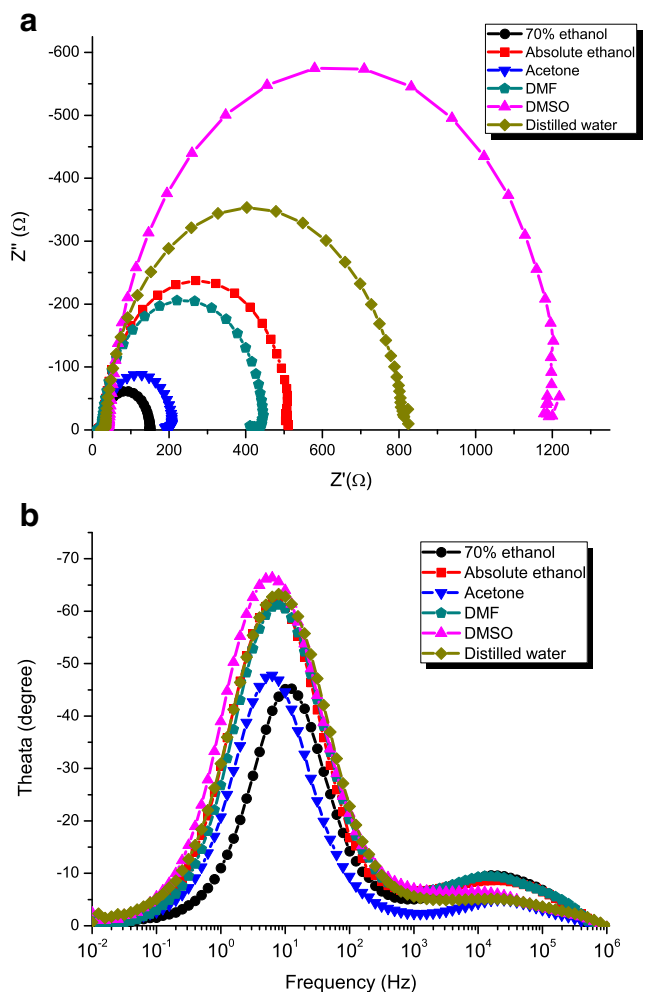 a
-600
-500
-400
-300
-200
-100
0
Z'' (Ω)
0 200 400 600 800 1000 1200
Z'(Ω)
70% ethanol
Absolute ethanol
Acetone
DMF
DMSO
Distilled water
b
-70
-60
-50
-40
-30
-20
-10
0
Theata (degree)
10⁻² 10⁻¹ 10⁰ 10¹ 10² 10³ 10⁴ 10⁵ 10⁶
Frequency (Hz)
70% ethanol
Absolute ethanol
Acetone
DMF
DMSO
Distilled water